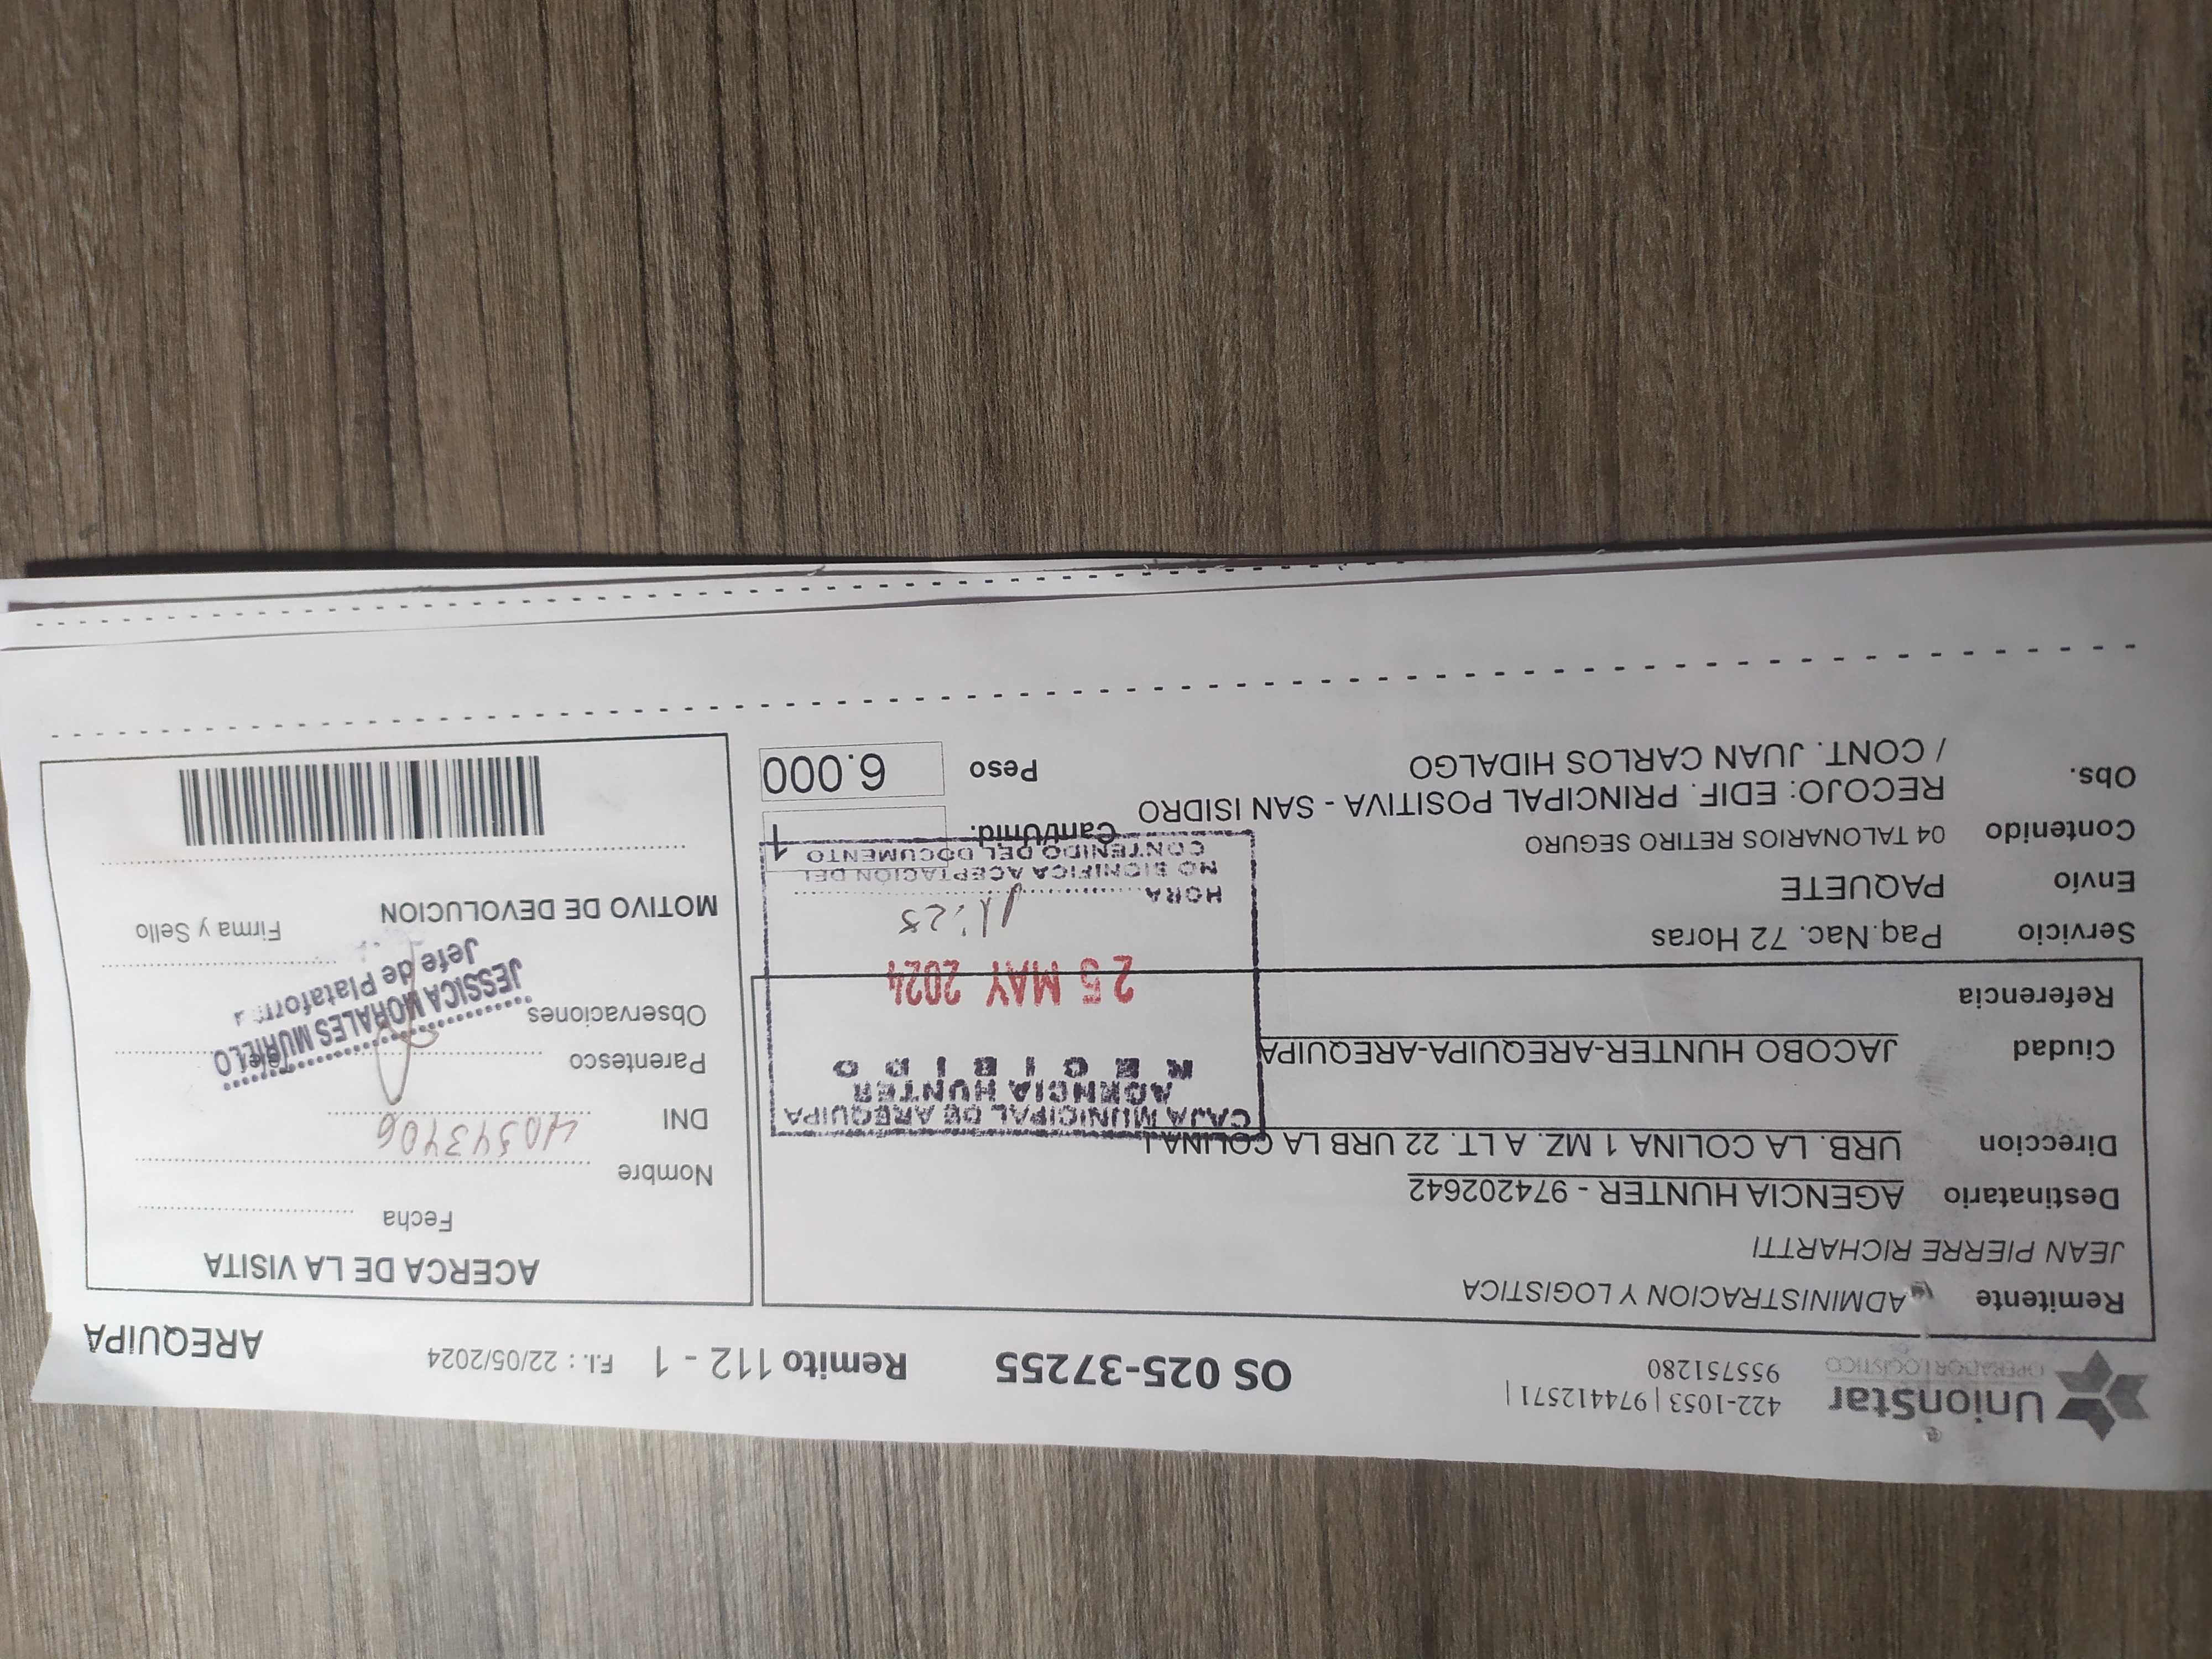 UnionStar
OPERADOR LOGISTICO
422-1053 | 974412571 |
955751280
OS 025-37255
Remito 112 - 1
F.I. : 22/05/2024
AREQUIPA
Remitente ADMINISTRACION Y LOGISTICA
JEAN PIERRE RICHARTTI
Destinatario AGENCIA HUNTER - 974202642
Direccion URB. LA COLINA 1 MZ. A LT. 22 URB LA COLINA I
Ciudad JACOBO HUNTER-AREQUIPA-AREQUIPA
Referencia
Servicio Paq.Nac. 72 Horas
Envío PAQUETE
Contenido 04 TALONARIOS RETIRO SEGURO
Obs. RECOJO: EDIF. PRINCIPAL POSITIVA - SAN ISIDRO
/ CONT. JUAN CARLOS HIDALGO
Cant/Unid. 1
Peso 6.000
CAJA MUNICIPAL DE AREQUIPA
AGENCIA HUNTER
RECIBIDO
25 MAY 2024
11:25
HORA
NO SIGNIFICA ACEPTACIÓN DEL
CONTENIDO DEL DOCUMENTO
ACERCA DE LA VISITA
Fecha
Nombre
DNI 40343406
Parentesco
Observaciones
JESSICA MORALES MURILLO
Jefe de Plataforma
Firma y Sello
MOTIVO DE DEVOLUCION